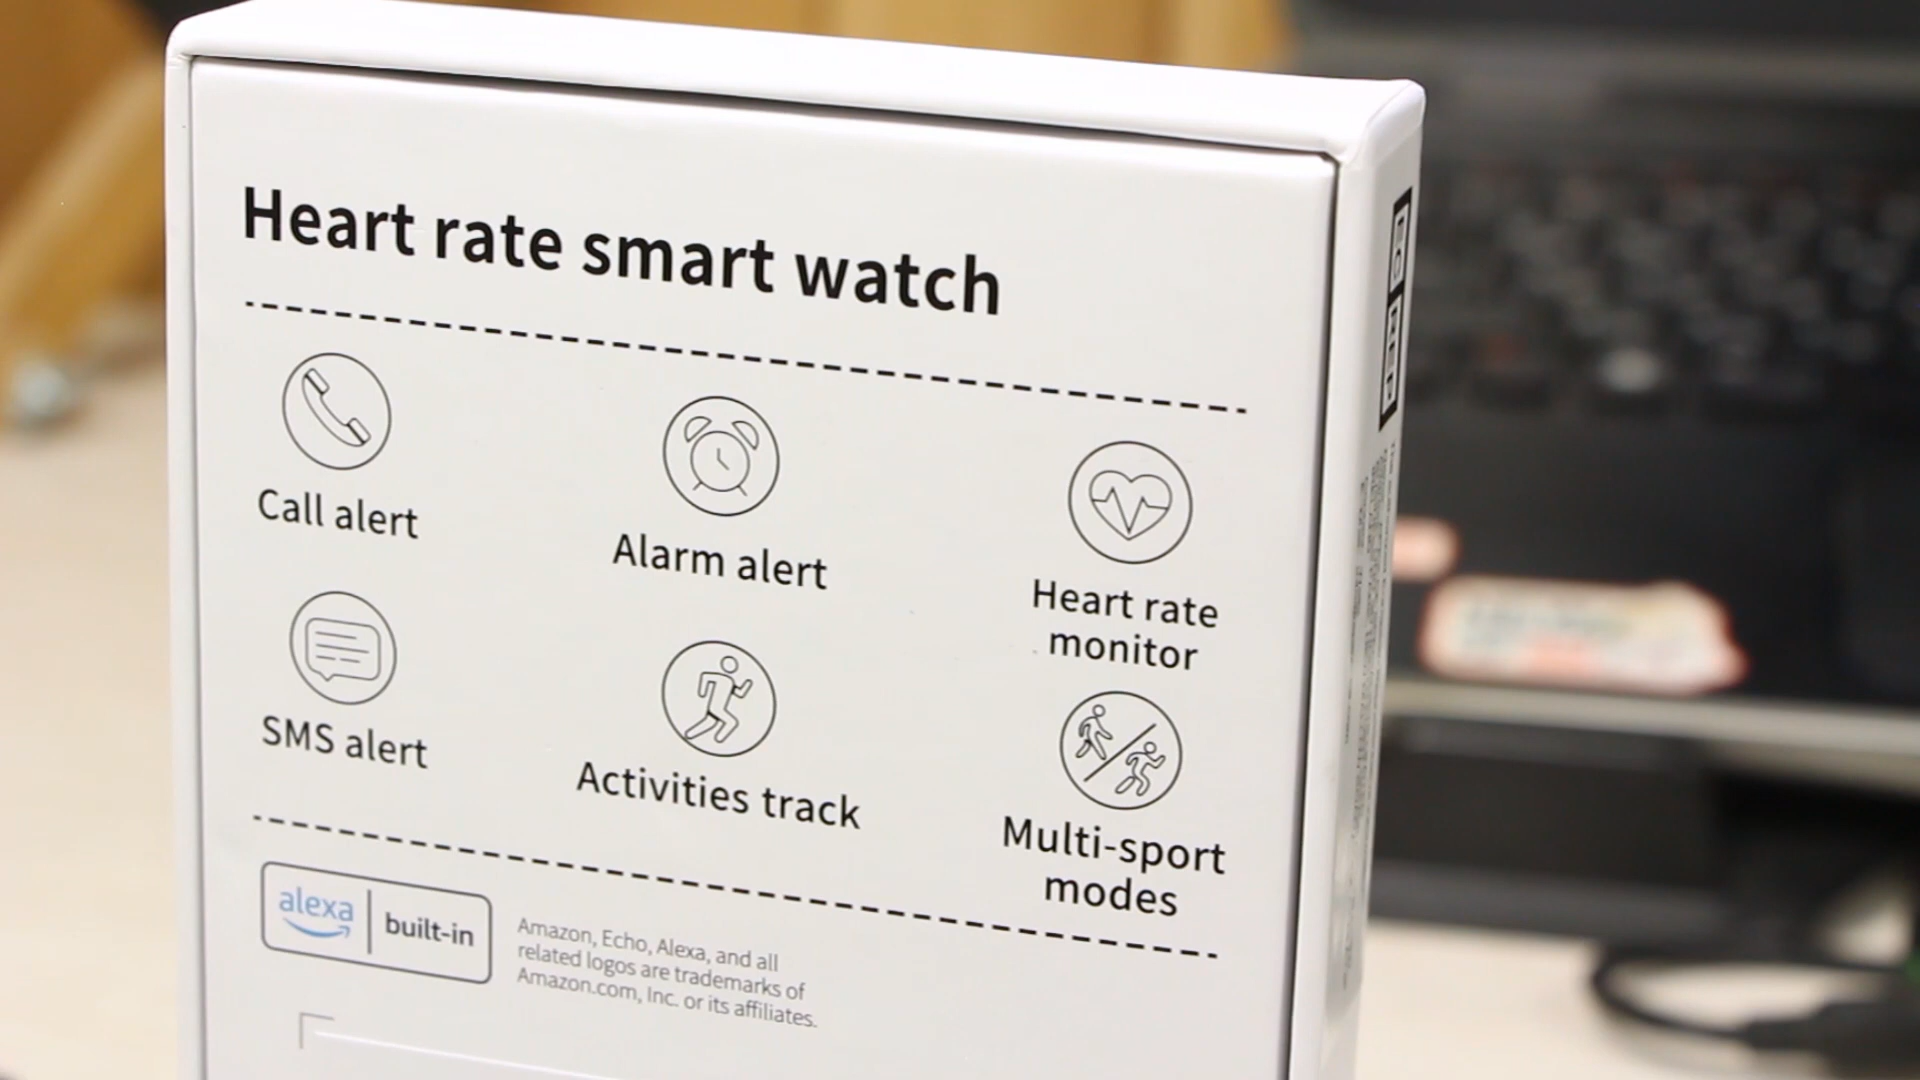 Heart rate smart watch
Call alert
Alarm alert
Heart rate
monitor
SMS alert
Activities track
Multi-sport
modes
alexa built-in
Amazon, Echo, Alexa, and all
related logos are trademarks of
Amazon.com, Inc. or its affiliates.